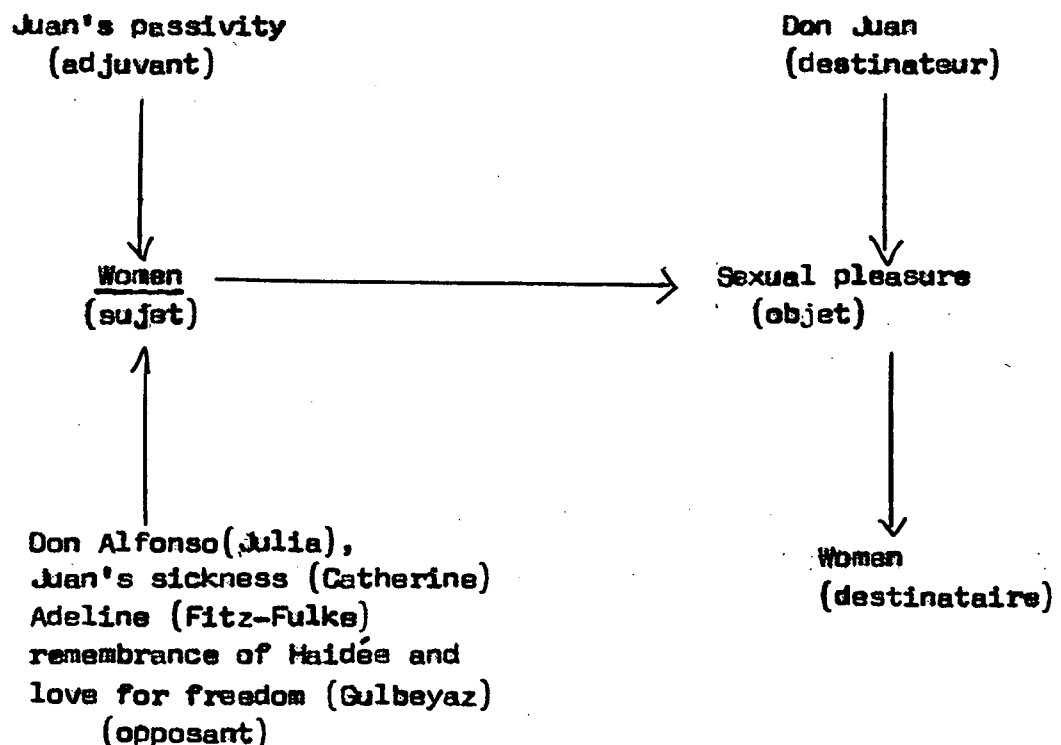 Juan's passivity
(adjuvant)
Don Juan
(destinateur)
Women
(sujet)
Sexual pleasure
(objet)
Don Alfonso(Julia),
Juan's sickness (Catherine)
Adeline (Fitz-Fulke)
remembrance of Haidée and
love for freedom (Gulbeyaz)
(opposant)
Women
(destinataire)